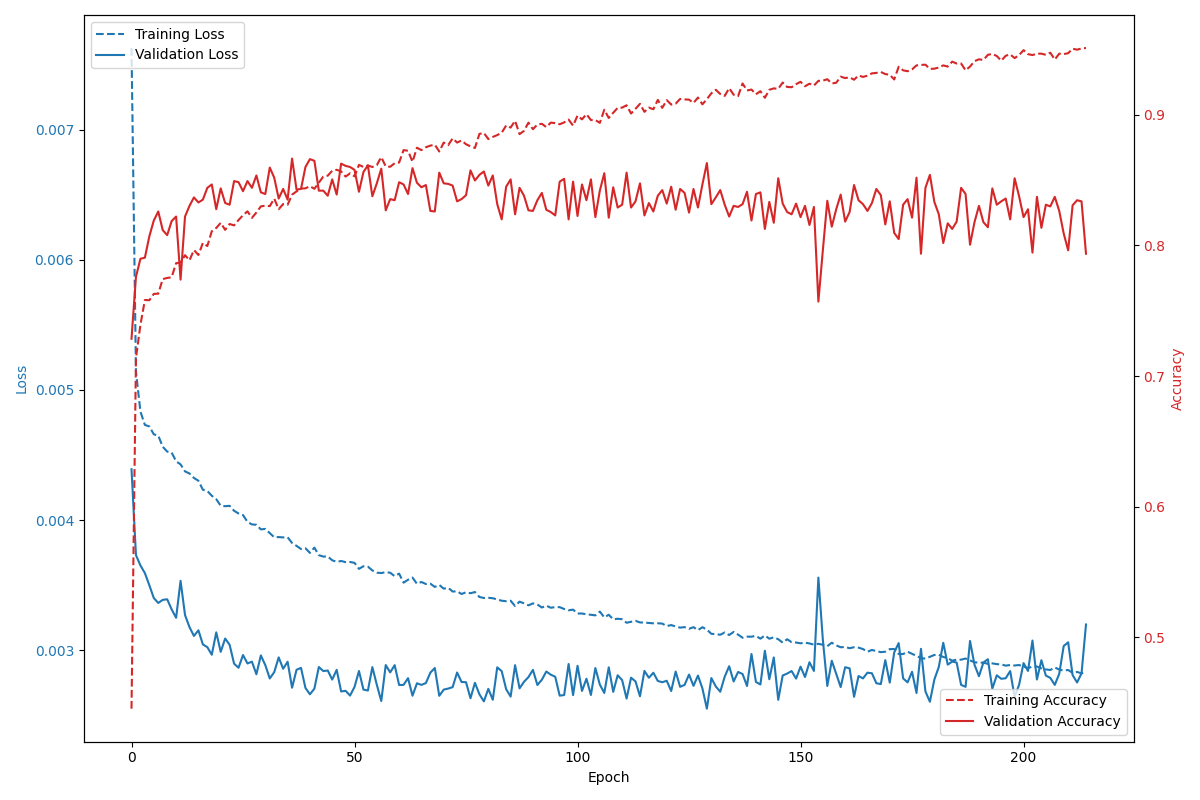 Training Loss
Validation Loss
0.007
0.006
0.005
0.004
0.003
Loss
0.9
0.8
0.7
0.6
0.5
Accuracy
Training Accuracy
Validation Accuracy
0
50
100
150
200
Epoch